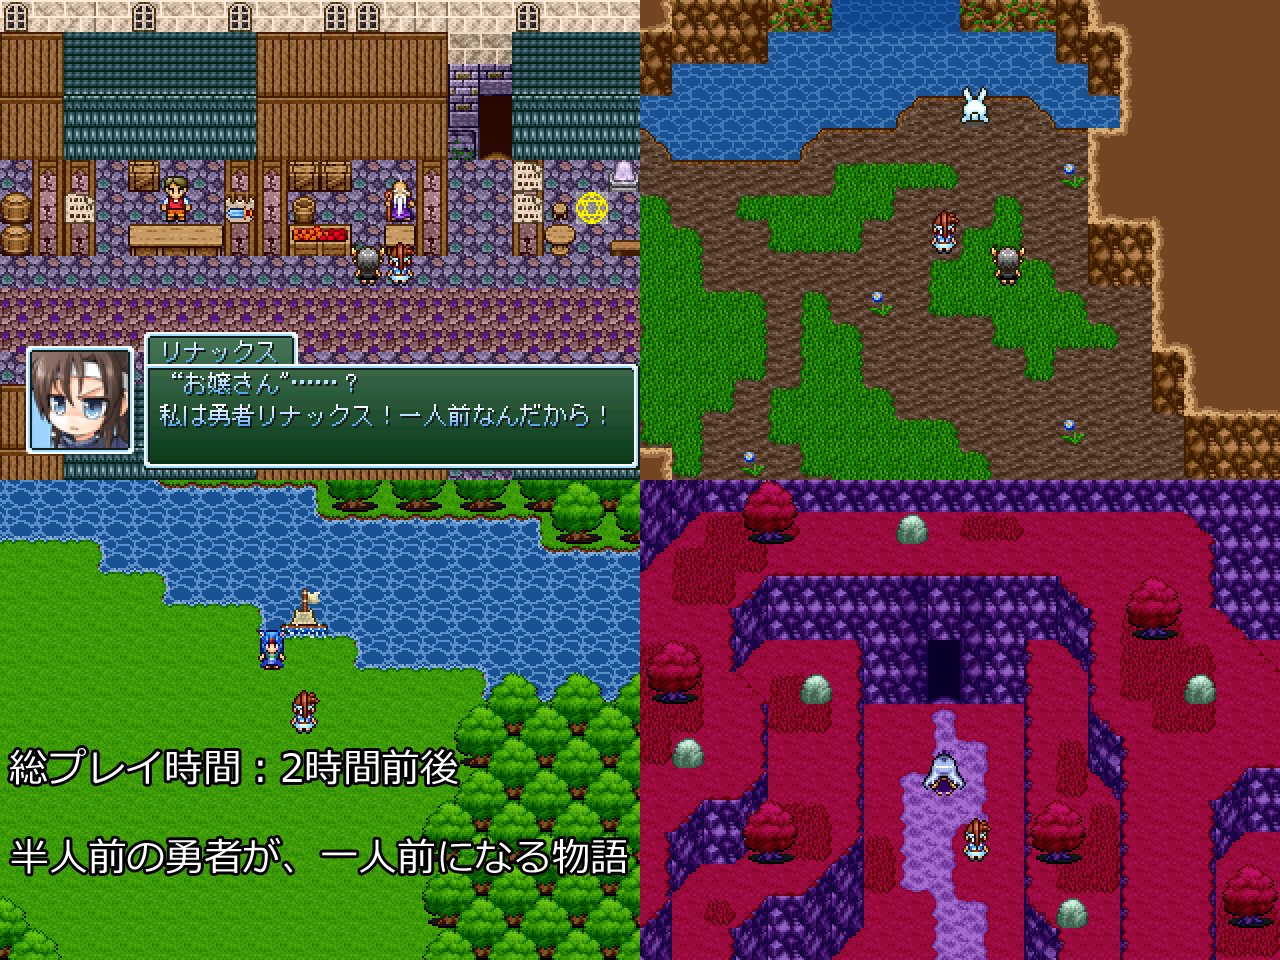 リナックス
“お嬢さん”……？
私は勇者リナックス！一人前なんだから！
総プレイ時間：2時間前後
半人前の勇者が、一人前になる物語